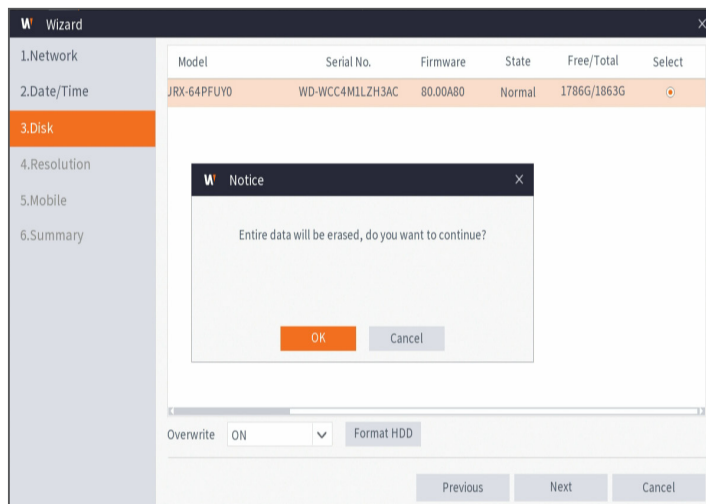 Wizard
1.Network
2.Date/Time
3.Disk
4.Resolution
5.Mobile
6.Summary
Model Serial No. Firmware State Free/Total Select
JRX-64PFUY0 WD-WCC4M1LZH3AC 80.00A80 Normal 1786G/1863G
Notice
Entire data will be erased, do you want to continue?
OK Cancel
Overwrite ON Format HDD
Previous Next Cancel